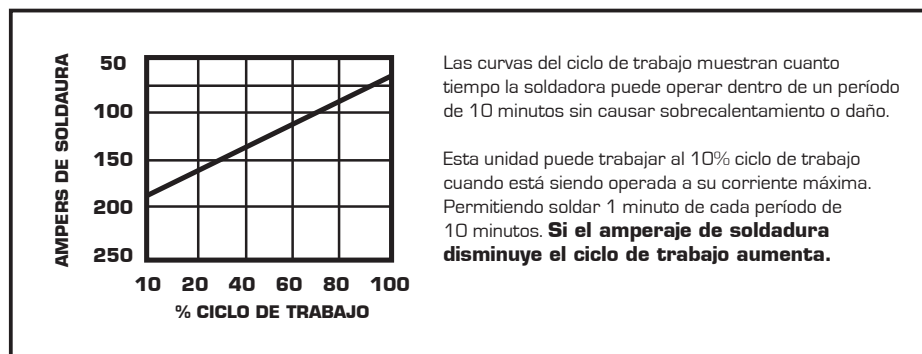 AMPERS DE SOLDAURA
50
100
150
200
250
10 20 40 60 80 100
% CICLO DE TRABAJO
Las curvas del ciclo de trabajo muestran cuanto
tiempo la soldadora puede operar dentro de un período
de 10 minutos sin causar sobrecalentamiento o daño.
Esta unidad puede trabajar al 10% ciclo de trabajo
cuando está siendo operada a su corriente máxima.
Permitiendo soldar 1 minuto de cada período de
10 minutos. Si el amperaje de soldadura
disminuye el ciclo de trabajo aumenta.